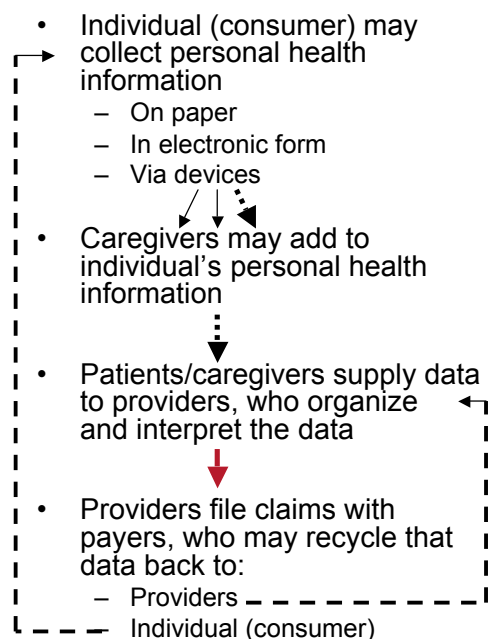 • Individual (consumer) may
collect personal health
information
– On paper
– In electronic form
– Via devices
• Caregivers may add to
individual’s personal health
information
• Patients/caregivers supply data
to providers, who organize
and interpret the data
• Providers file claims with
payers, who may recycle that
data back to:
– Providers
– Individual (consumer)